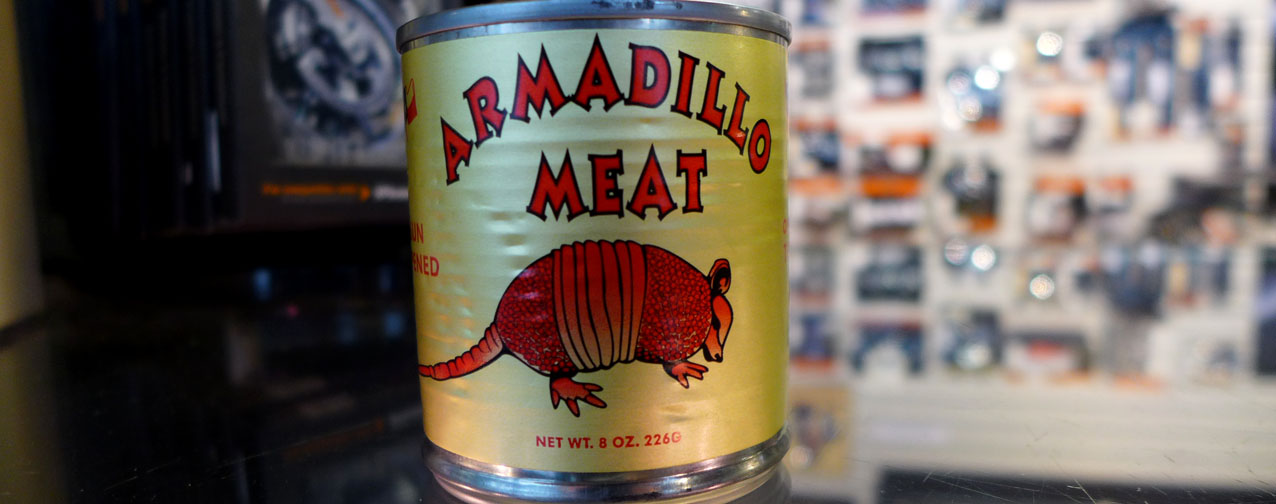 ARMADILLO
MEAT
NET WT. 8 OZ. 226G